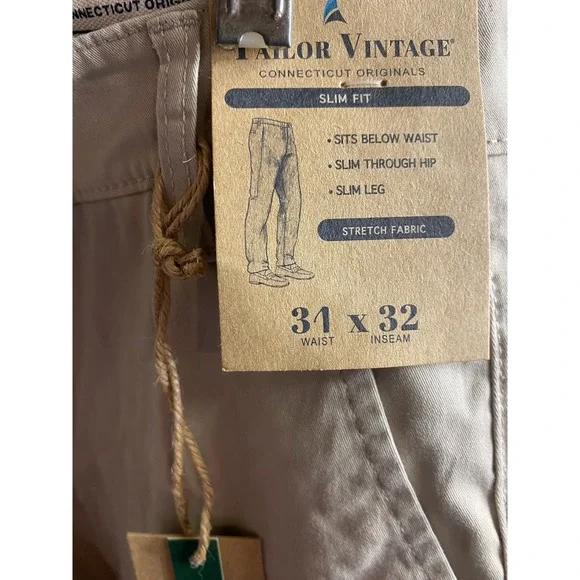 CONNECTICUT
TAILOR VINTAGE®
CONNECTICUT ORIGINALS
SLIM FIT
• SITS BELOW WAIST
• SLIM THROUGH HIP
• SLIM LEG
STRETCH FABRIC
31 x 32
WAIST INSEAM